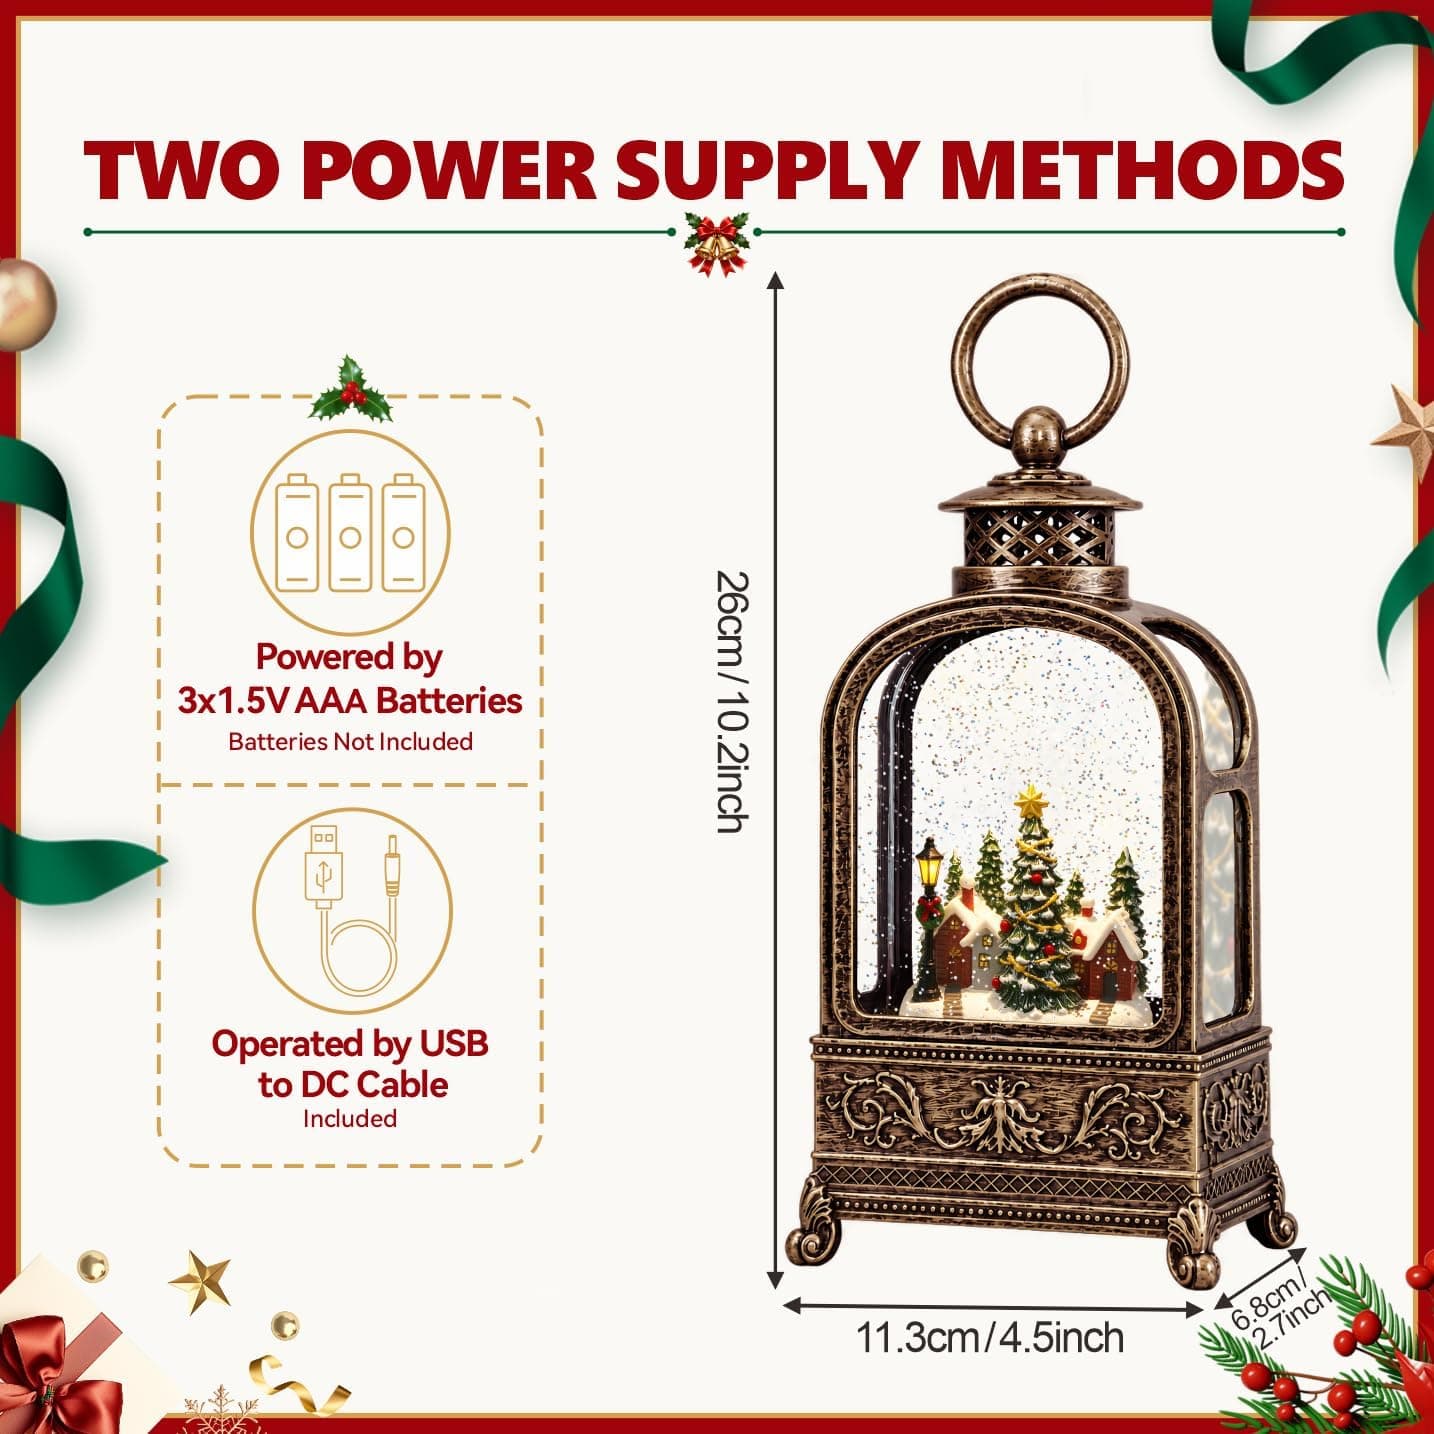 TWO POWER SUPPLY METHODS
Powered by
3x1.5V AAA Batteries
Batteries Not Included
Operated by USB
to DC Cable
Included
26cm/10.2inch
11.3cm/4.5inch
6.8cm/
2.7inch